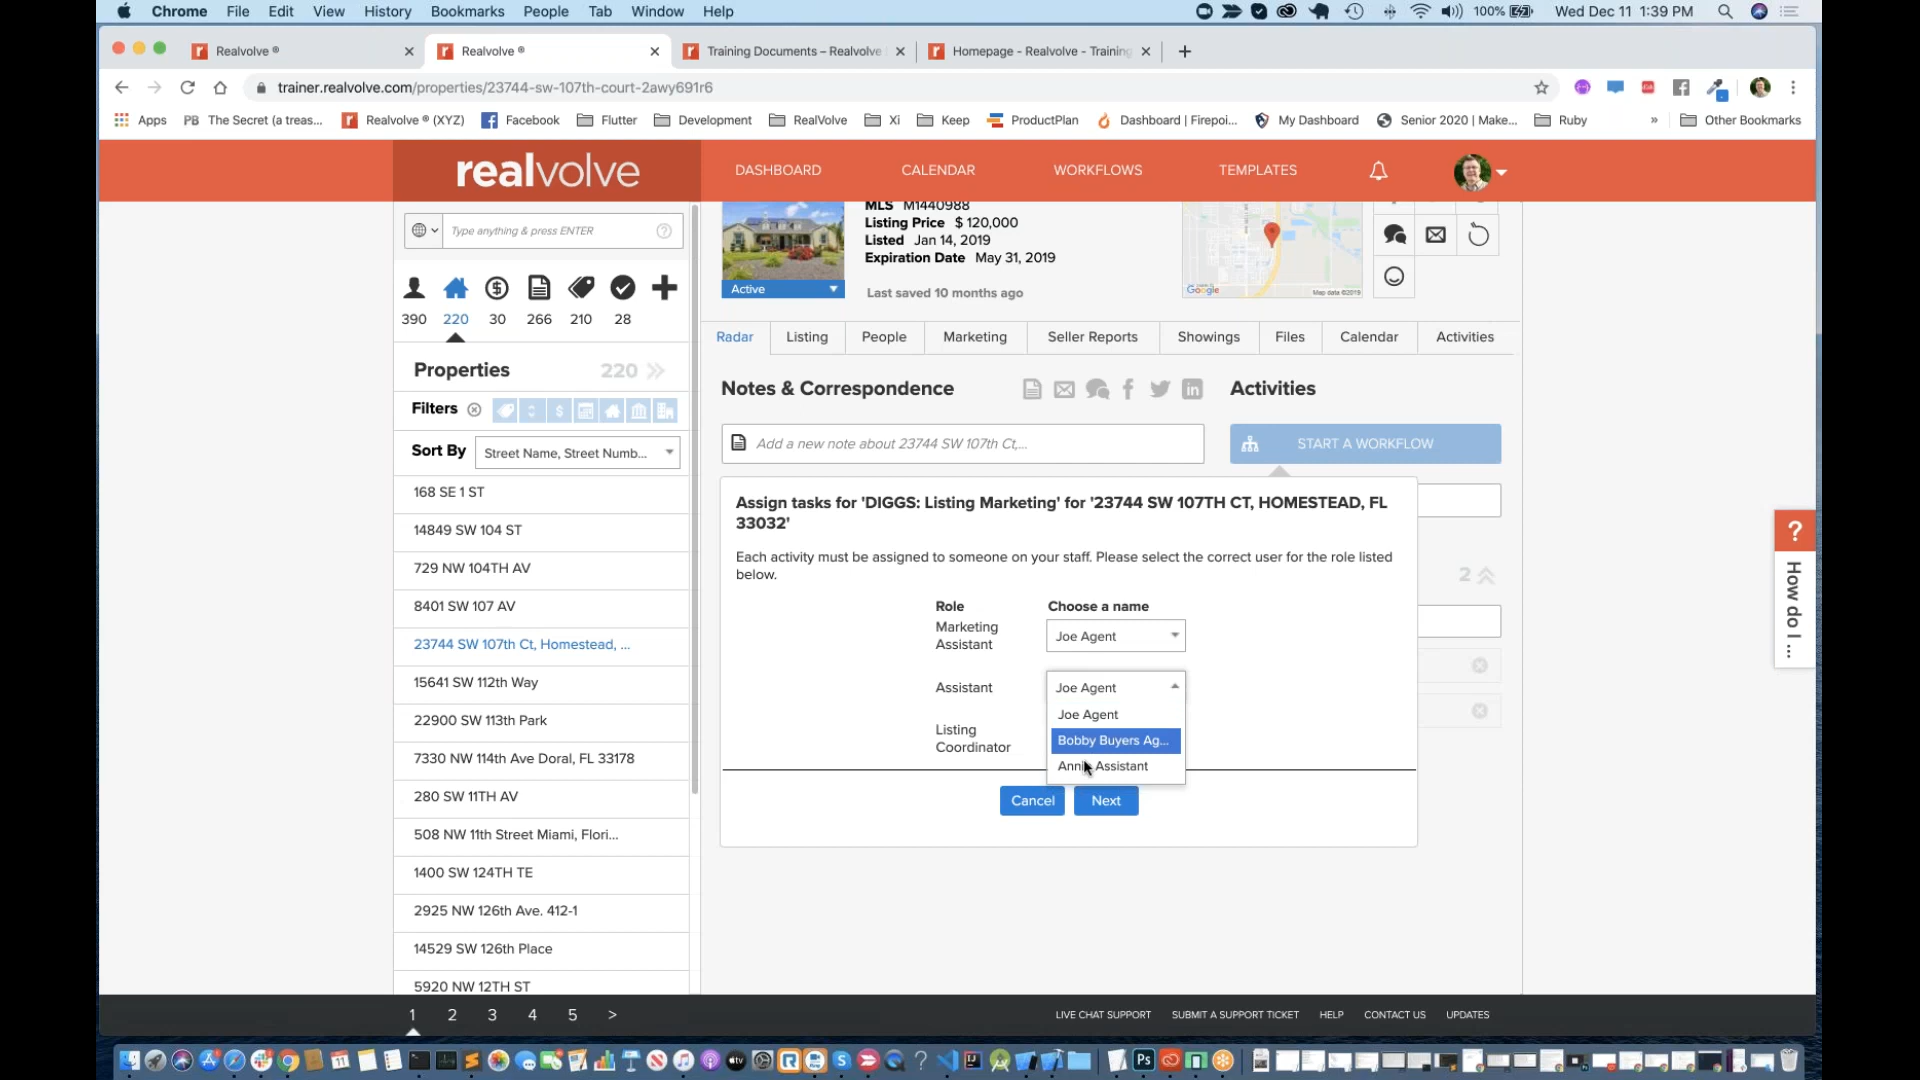 Chrome File Edit View History Bookmarks People Tab Window Help 100% Wed Dec 11 1:39 PM
Realvolve ® Realvolve ® Training Documents – Realvolve Homepage - Realvolve - Training
trainer.realvolve.com/properties/23744-sw-107th-court-2awy691r6
Apps PB The Secret (a treas... Realvolve ® (XYZ) Facebook Flutter Development RealVolve Xi Keep ProductPlan Dashboard | Firepoi... My Dashboard Senior 2020 | Make... Ruby » Other Bookmarks
realvolve DASHBOARD CALENDAR WORKFLOWS TEMPLATES
Type anything & press ENTER
390 220 30 266 210 28
Properties 220
Filters
Sort By Street Name, Street Numb...
168 SE 1 ST
14849 SW 104 ST
729 NW 104TH AV
8401 SW 107 AV
23744 SW 107th Ct, Homestead, ...
15641 SW 112th Way
22900 SW 113th Park
7330 NW 114th Ave Doral, FL 33178
280 SW 11TH AV
508 NW 11th Street Miami, Flori...
1400 SW 124TH TE
2925 NW 126th Ave. 412-1
14529 SW 126th Place
5920 NW 12TH ST
1 2 3 4 5 >
MLS M1440988
Listing Price $ 120,000
Listed Jan 14, 2019
Expiration Date May 31, 2019
Active
Last saved 10 months ago
Google Map data ©2019
Radar Listing People Marketing Seller Reports Showings Files Calendar Activities
Notes & Correspondence
Activities
Add a new note about 23744 SW 107th Ct,...
START A WORKFLOW
Assign tasks for 'DIGGS: Listing Marketing' for '23744 SW 107TH CT, HOMESTEAD, FL
33032'
Each activity must be assigned to someone on your staff. Please select the correct user for the role listed
below.
2
Role Choose a name
Marketing
Assistant
Joe Agent
Assistant Joe Agent
Joe Agent
Bobby Buyers Ag...
Assistant
Listing
Coordinator
Cancel Next
? How do I ...
LIVE CHAT SUPPORT SUBMIT A SUPPORT TICKET HELP CONTACT US UPDATES